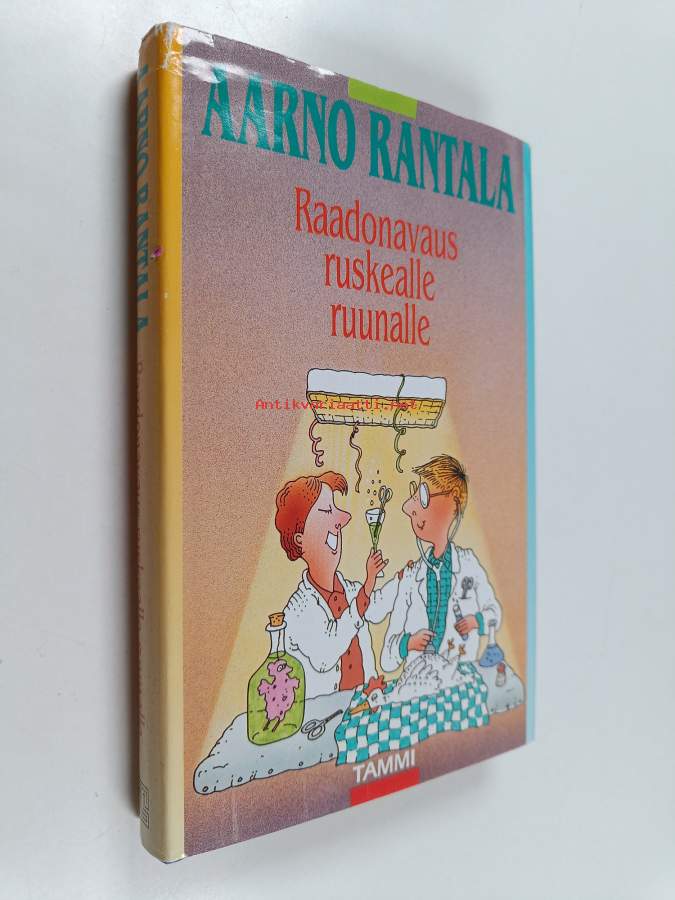 AARNO RANTALA
Raadonavaus
ruskealle
ruunalle
Antikvariaatti.net
TAMMI
AARNO RANTALA